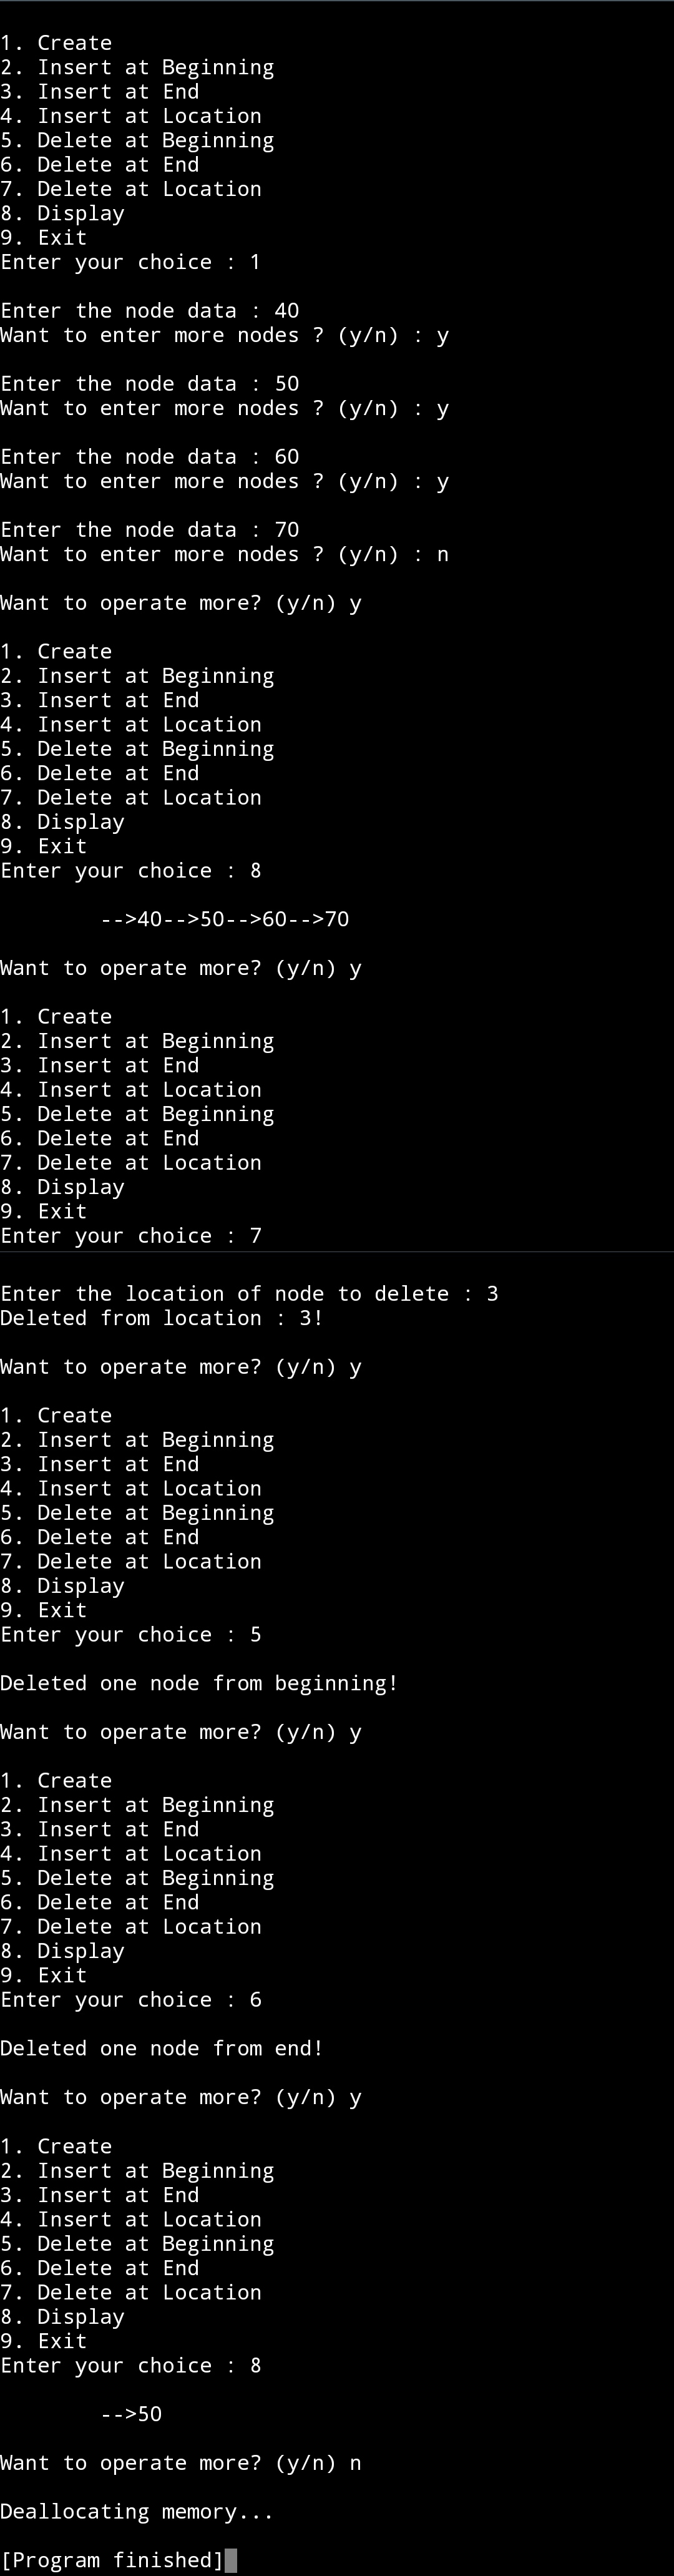 1. Create
2. Insert at Beginning
3. Insert at End
4. Insert at Location
5. Delete at Beginning
6. Delete at End
7. Delete at Location
8. Display
9. Exit
Enter your choice : 1
Enter the node data : 40
Want to enter more nodes ? (y/n) : y
Enter the node data : 50
Want to enter more nodes ? (y/n) : y
Enter the node data : 60
Want to enter more nodes ? (y/n) : y
Enter the node data : 70
Want to enter more nodes ? (y/n) : n
Want to operate more? (y/n) y
1. Create
2. Insert at Beginning
3. Insert at End
4. Insert at Location
5. Delete at Beginning
6. Delete at End
7. Delete at Location
8. Display
9. Exit
Enter your choice : 8
-->40-->50-->60-->70
Want to operate more? (y/n) y
1. Create
2. Insert at Beginning
3. Insert at End
4. Insert at Location
5. Delete at Beginning
6. Delete at End
7. Delete at Location
8. Display
9. Exit
Enter your choice : 7
Enter the location of node to delete : 3
Deleted from location : 3!
Want to operate more? (y/n) y
1. Create
2. Insert at Beginning
3. Insert at End
4. Insert at Location
5. Delete at Beginning
6. Delete at End
7. Delete at Location
8. Display
9. Exit
Enter your choice : 5
Deleted one node from beginning!
Want to operate more? (y/n) y
1. Create
2. Insert at Beginning
3. Insert at End
4. Insert at Location
5. Delete at Beginning
6. Delete at End
7. Delete at Location
8. Display
9. Exit
Enter your choice : 6
Deleted one node from end!
Want to operate more? (y/n) y
1. Create
2. Insert at Beginning
3. Insert at End
4. Insert at Location
5. Delete at Beginning
6. Delete at End
7. Delete at Location
8. Display
9. Exit
Enter your choice : 8
-->50
Want to operate more? (y/n) n
Deallocating memory...
[Program finished]